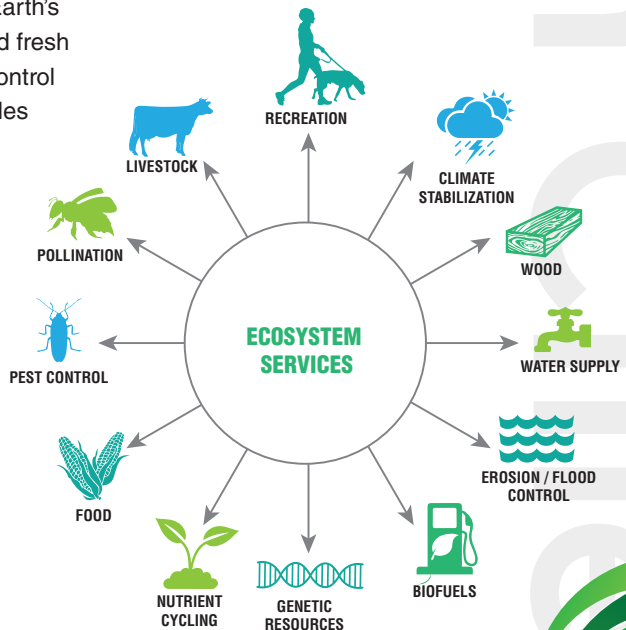 Earth's
d fresh
ontrol
les
RECREATION
LIVESTOCK
CLIMATE
STABILIZATION
POLLINATION
WOOD
ECOSYSTEM
SERVICES
PEST CONTROL
WATER SUPPLY
FOOD
EROSION / FLOOD
CONTROL
NUTRIENT
CYCLING
GENETIC
RESOURCES
BIOFUELS